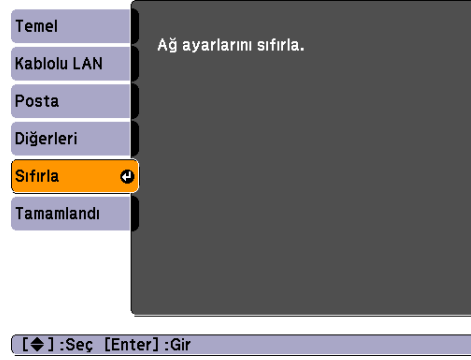 Temel
Ağ ayarlarını sıfırla.
Kablolu LAN
Posta
Diğerleri
Sıfırla
Tamamlandı
[◆] :Seç [Enter] :Gir